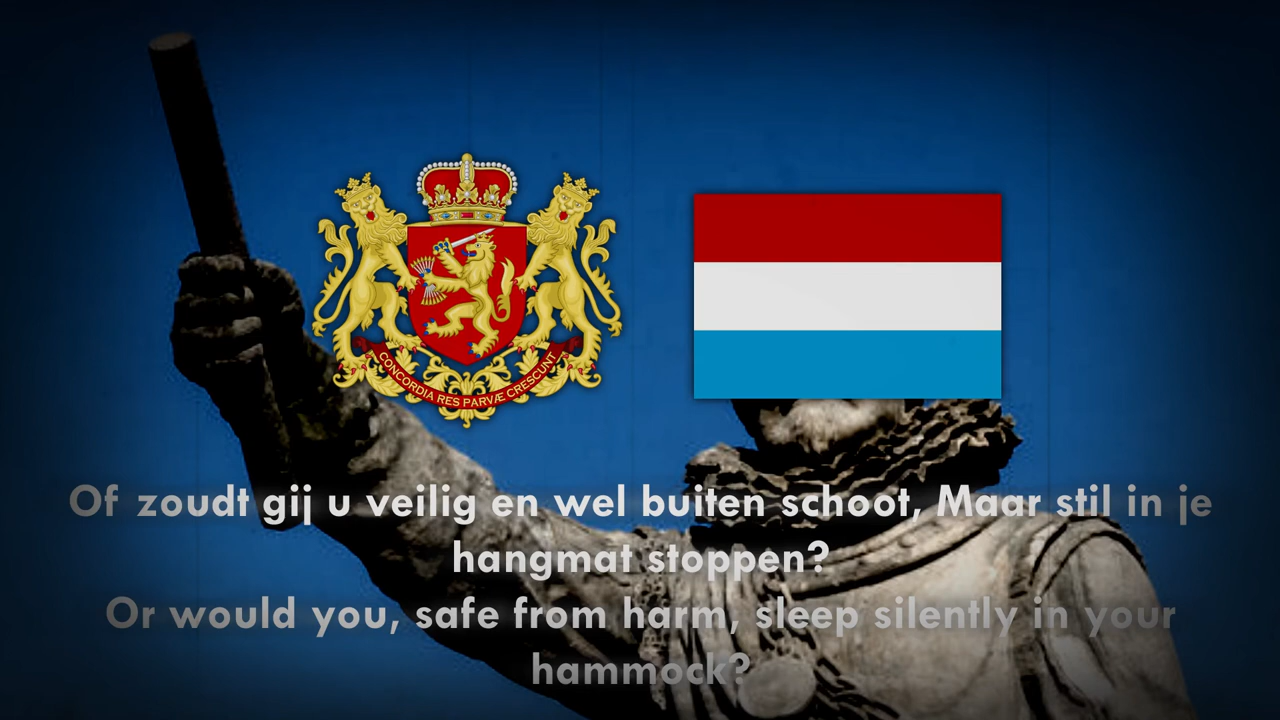 CONCORDIA RES PARVÆ CRESCUNT
Of zoudt gij u veilig en wel buiten schoot, Maar stil in je
hangmat stoppen?
Or would you, safe from harm, sleep silently in your
hammock?